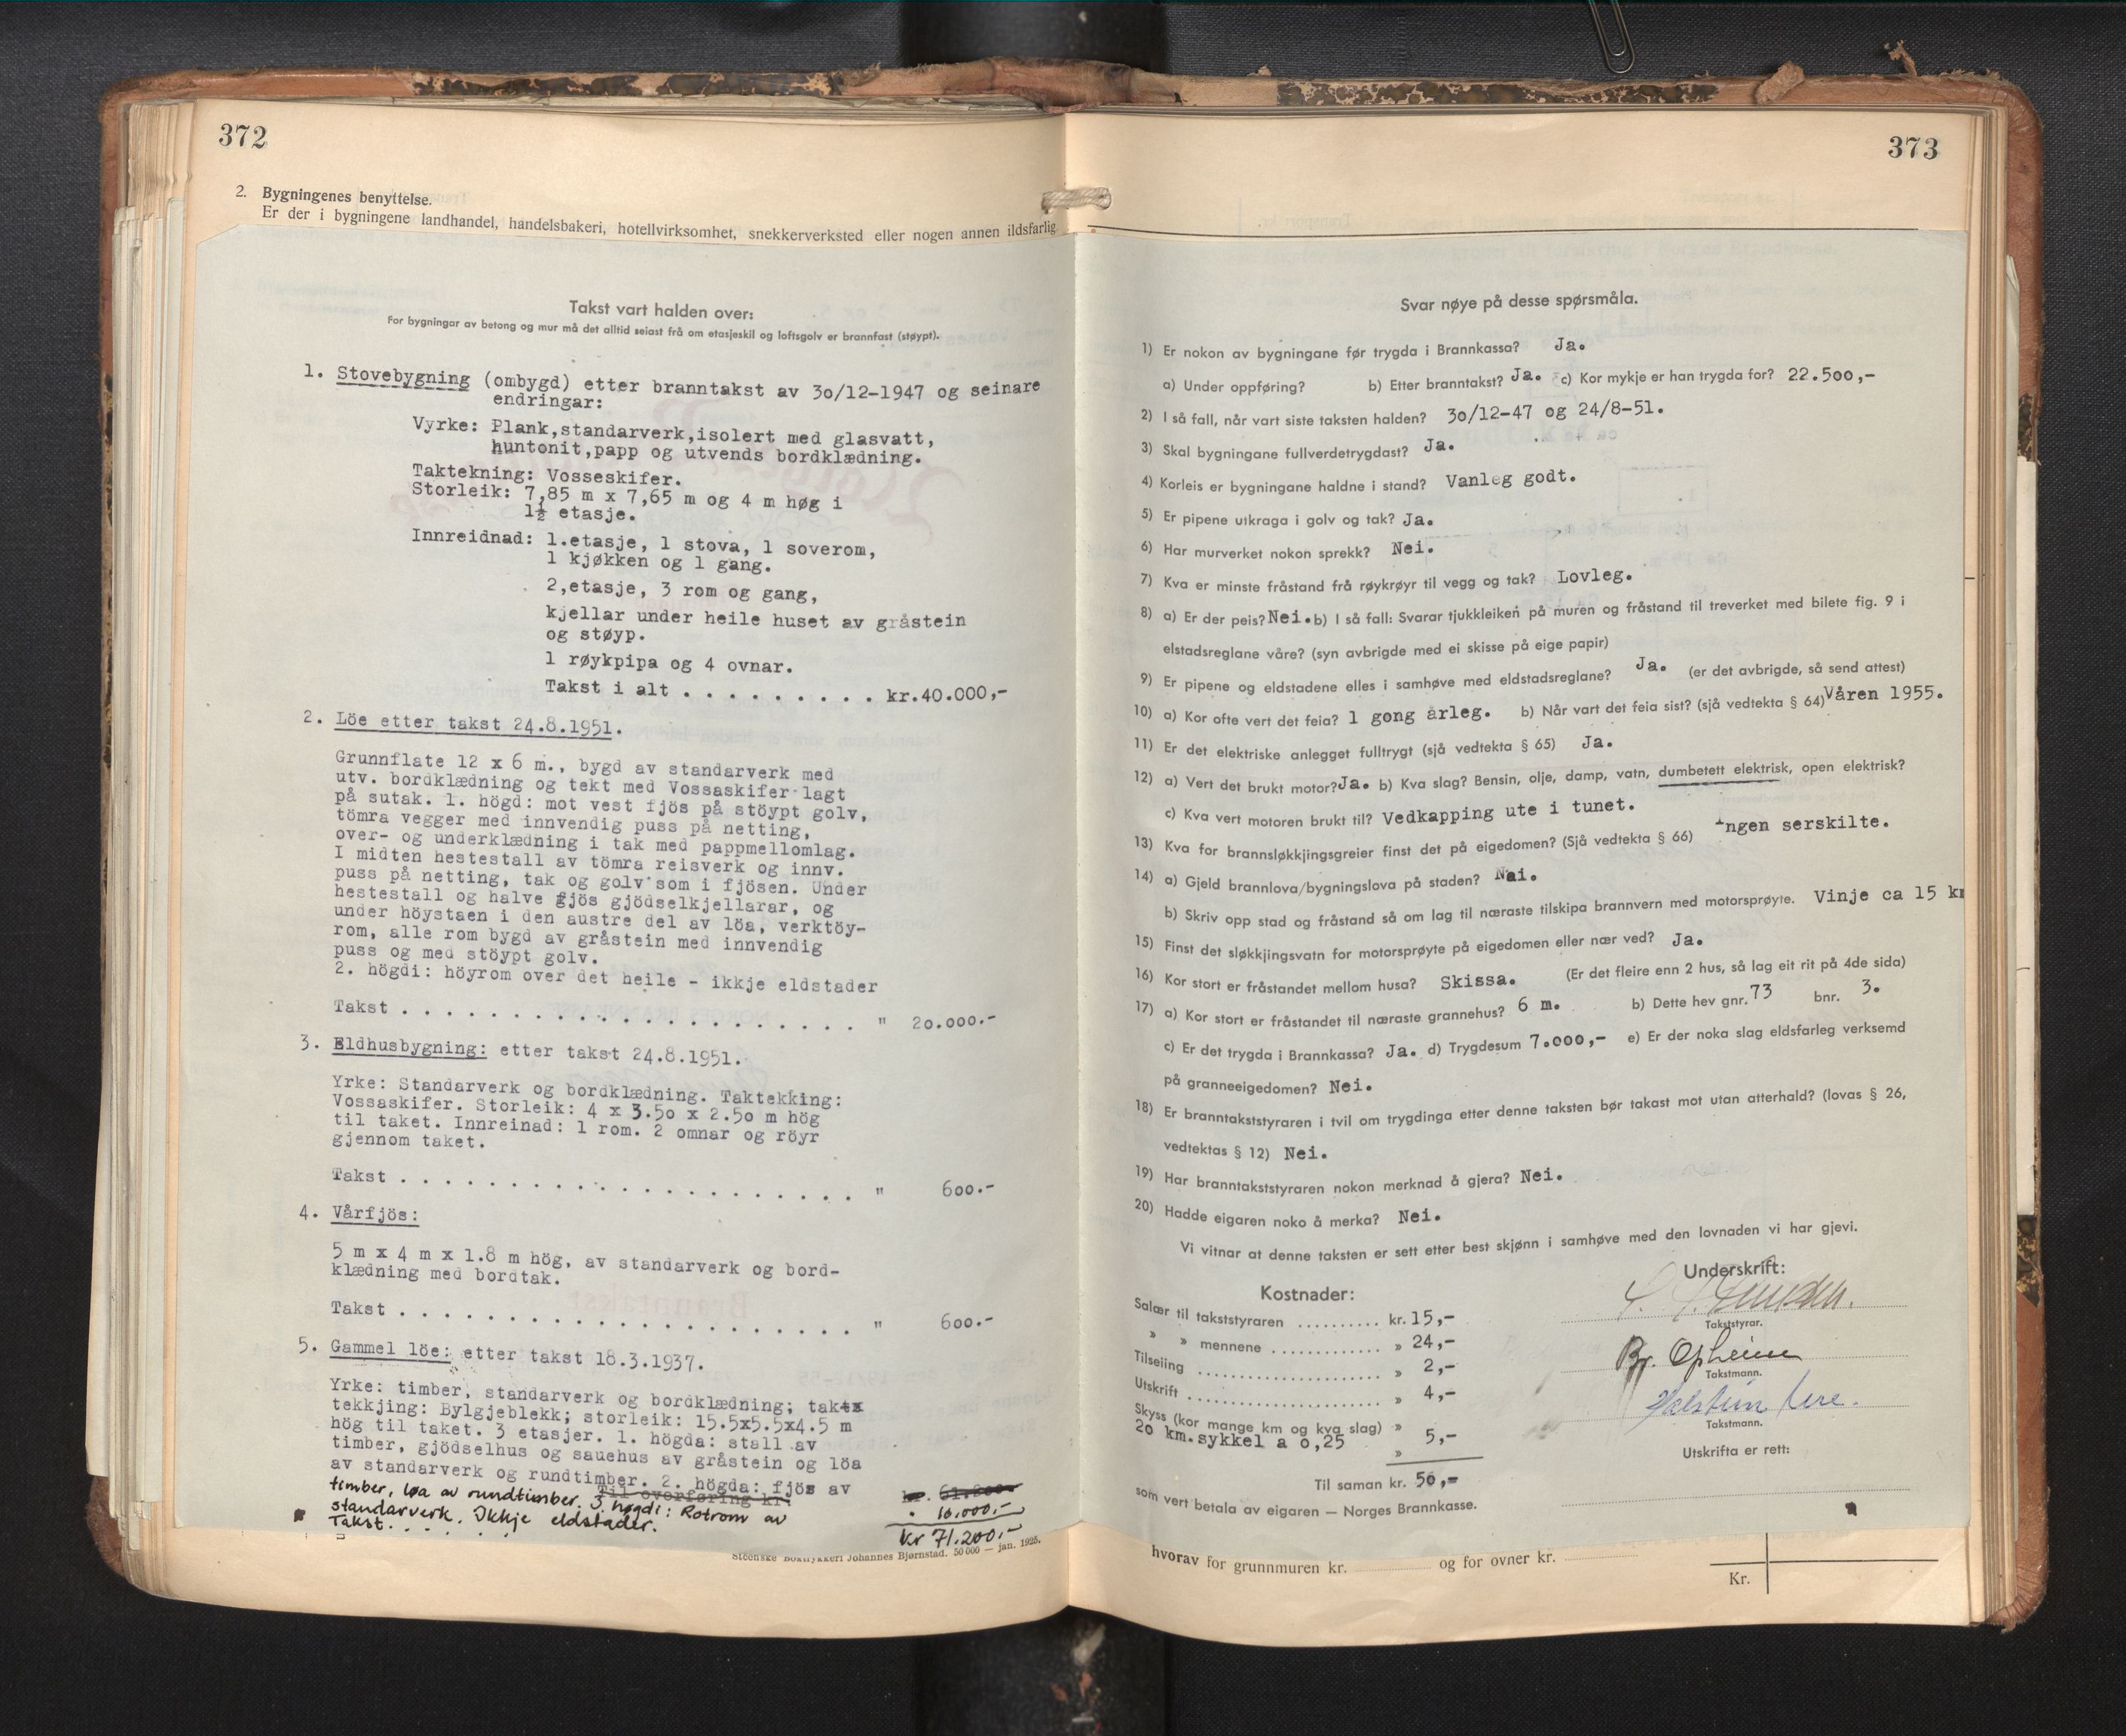 372
2. Bygningenes benyttelse.
Er der i bygningene landhandel, handelsbakeri, hotellvirksomhet, snekkerverksted eller nogen annen ildsfarlig
Takst vart halden over:
For bygningar av betong og mur må det alltid seiast frå om etasjeskil og loftsgolv er brannfast (støypt).
1. Stovebygning (ombygd) etter branntakst av 3o/12-1947 og seinare
endringar:
Vyrke: Plank,standarverk,isolert med glasvatt,
huntonit,papp og utvends bordklædning.
Taktekning: Vosseskifer.
Storleik: 7,85 m x 7,65 m og 4 m høg i
1½ etasje.
Innreidnad: 1.etasje, 1 stova, 1 soverom,
1 kjøkken og 1 gang.
2,etasje, 3 rom og gang,
kjellar under heile huset av gråstein
og støyp.
1 røykpipa og 4 ovnar.
Takst i alt . . . . . . . . . kr.40.000,-
2. Löe etter takst 24.8.1951.
Grunnflate 12 x 6 m., bygd av standarverk med
utv. bordklædning og tekt med Vossaskifer lagt
på sutak. 1. högd: mot vest fjös på stöypt golv,
tömra vegger med innvendig puss på netting,
over- og underklædning i tak med pappmellomlag.
I midten hestestall av tömra reisverk og innv.
puss på netting, tak og golv som i fjösen. Under
hestestall og halve fjös gjödselkjellarar, og
under höystaen i den austre del av löa, verktöy-
rom, alle rom bygd av gråstein med innvendig
puss og med stöypt golv.
2. högdi: höyrom over det heile - ikkje eldstader
Takst . . . . . . . . . . . . . . . . . . . . . " 2o.ooo.-
3. Eldhusbygning: etter takst 24.8.1951.
Yrke: Standarverk og bordklædning. Taktekking:
Vossaskifer. Storleik: 4 x 3.5o x 2.5o m hög
til taket. Innreinad: 1 rom. 2 omnar og röyr
gjennom taket.
Takst . . . . . . . . . . . . . . . . . . . . . " 6oo.-
4. Vårfjös:
5 m x 4 m x 1.8 m hög, av standarverk og bord-
klædning med bordtak.
Takst . . . . . . . . . . . . . . . . . . . . . " 6oo.-
5. Gammel löe: etter takst 18.3.1937.
Yrke: timber, standarverk og bordklædning; tak
tekkjing: Bylgjeblekk; storleik: 15.5x5.5x4.5 m
hög til taket. 3 etasjer. 1. högda: stall av
timber, gjödselhus og sauehus av gråstein og löa
av standarverk og rundtimber. 2. högda: fjös av
Til overføring kr. kr. 61.200.-
timber, løa av rundtimber. 3. høgdi: Rotrom av
standarverk. Ikkje eldstader.
Takst. . . . . . 10.000.-
kr 71.200.-
Steenske Boktrykkeri Johannes Bjørnstad. 50 000 — jan. 1925.
373
Svar nøye på desse spørsmåla.
1) Er nokon av bygningane før trygda i Brannkassa? Ja.
a) Under oppføring? b) Etter branntakst? Ja. c) Kor mykje er han trygda for? 22.500,-
2) I så fall, når vart siste taksten halden? 3o/12-47 og 24/8-51.
3) Skal bygningane fullverdetrygdast? Ja.
4) Korleis er bygningane haldne i stand? Vanleg godt.
5) Er pipene utkraga i golv og tak? Ja.
6) Har murverket nokon sprekk? Nei.
7) Kva er minste fråstand frå røykrøyr til vegg og tak? Lovleg.
8) a) Er der peis? Nei. b) I så fall: Svarar tjukkleiken på muren og fråstand til treverket med bilete fig. 9 i
elstadsreglane våre? (syn avbrigde med ei skisse på eige papir)
9) Er pipene og eldstadene elles i samhøve med eldstadsreglane? Ja. (er det avbrigde, så send attest)
10) a) Kor ofte vert det feia? 1 gong årleg. b) Når vart det feia sist? (sjå vedtekta § 64) Våren 1955.
11) Er det elektriske anlegget fulltrygt (sjå vedtekta § 65) Ja.
12) a) Vert det brukt motor? Ja. b) Kva slag? Bensin, olje, damp, vatn, dumbetett elektrisk, open elektrisk?
c) Kva vert motoren brukt til? Vedkapping ute i tunet.
13) Kva for brannsløkkjingsgreier finst det på eigedomen? (Sjå vedtekta § 66) Ingen serskilte.
14) a) Gjeld brannlova/bygningslova på staden? Nai.
b) Skriv opp stad og fråstand så om lag til næraste tilskipa brannvern med motorsprøyte. Vinje ca 15 km
15) Finst det sløkkjingsvatn for motorsprøyte på eigedomen eller nær ved? Ja.
16) Kor stort er fråstandet mellom husa? Skissa. (Er det fleire enn 2 hus, så lag eit rit på 4de sida)
17) a) Kor stort er fråstandet til næraste grannehus? 6 m. b) Dette hev gnr. 73 bnr. 3.
c) Er det trygda i Brannkassa? Ja. d) Trygdesum 7.000,- e) Er der noka slag eldsfarleg verksemd
på granneeigedomen? Nei.
18) Er branntakststyraren i tvil om trygdinga etter denne taksten bør takast mot utan atterhald? (lovas § 26,
vedtektas § 12) Nei.
19) Har branntakststyraren nokon merknad å gjera? Nei.
20) Hadde eigaren noko å merka? Nei.
Vi vitnar at denne taksten er sett etter best skjønn i samhøve med den lovnaden vi har gjevi.
Underskrift:
Kostnader:
Salær til takststyraren .......... kr. 15,-
Takststyrar.
» » mennene ............. » 24,-
Br. Opheim
Tilseiing ..................... » 2,-
Takstmann.
Utskrift ...................... » 4,-
Halstein
Takstmann.
Skyss (kor mange km og kva slag) »
2o km.sykkel a o,25 5,-
»
Utskrifta er rett:
Til saman kr. 50,-
som vert betala av eigaren — Norges Brannkasse.
hvorav for grunnmuren kr. og for ovner kr.
Kr.